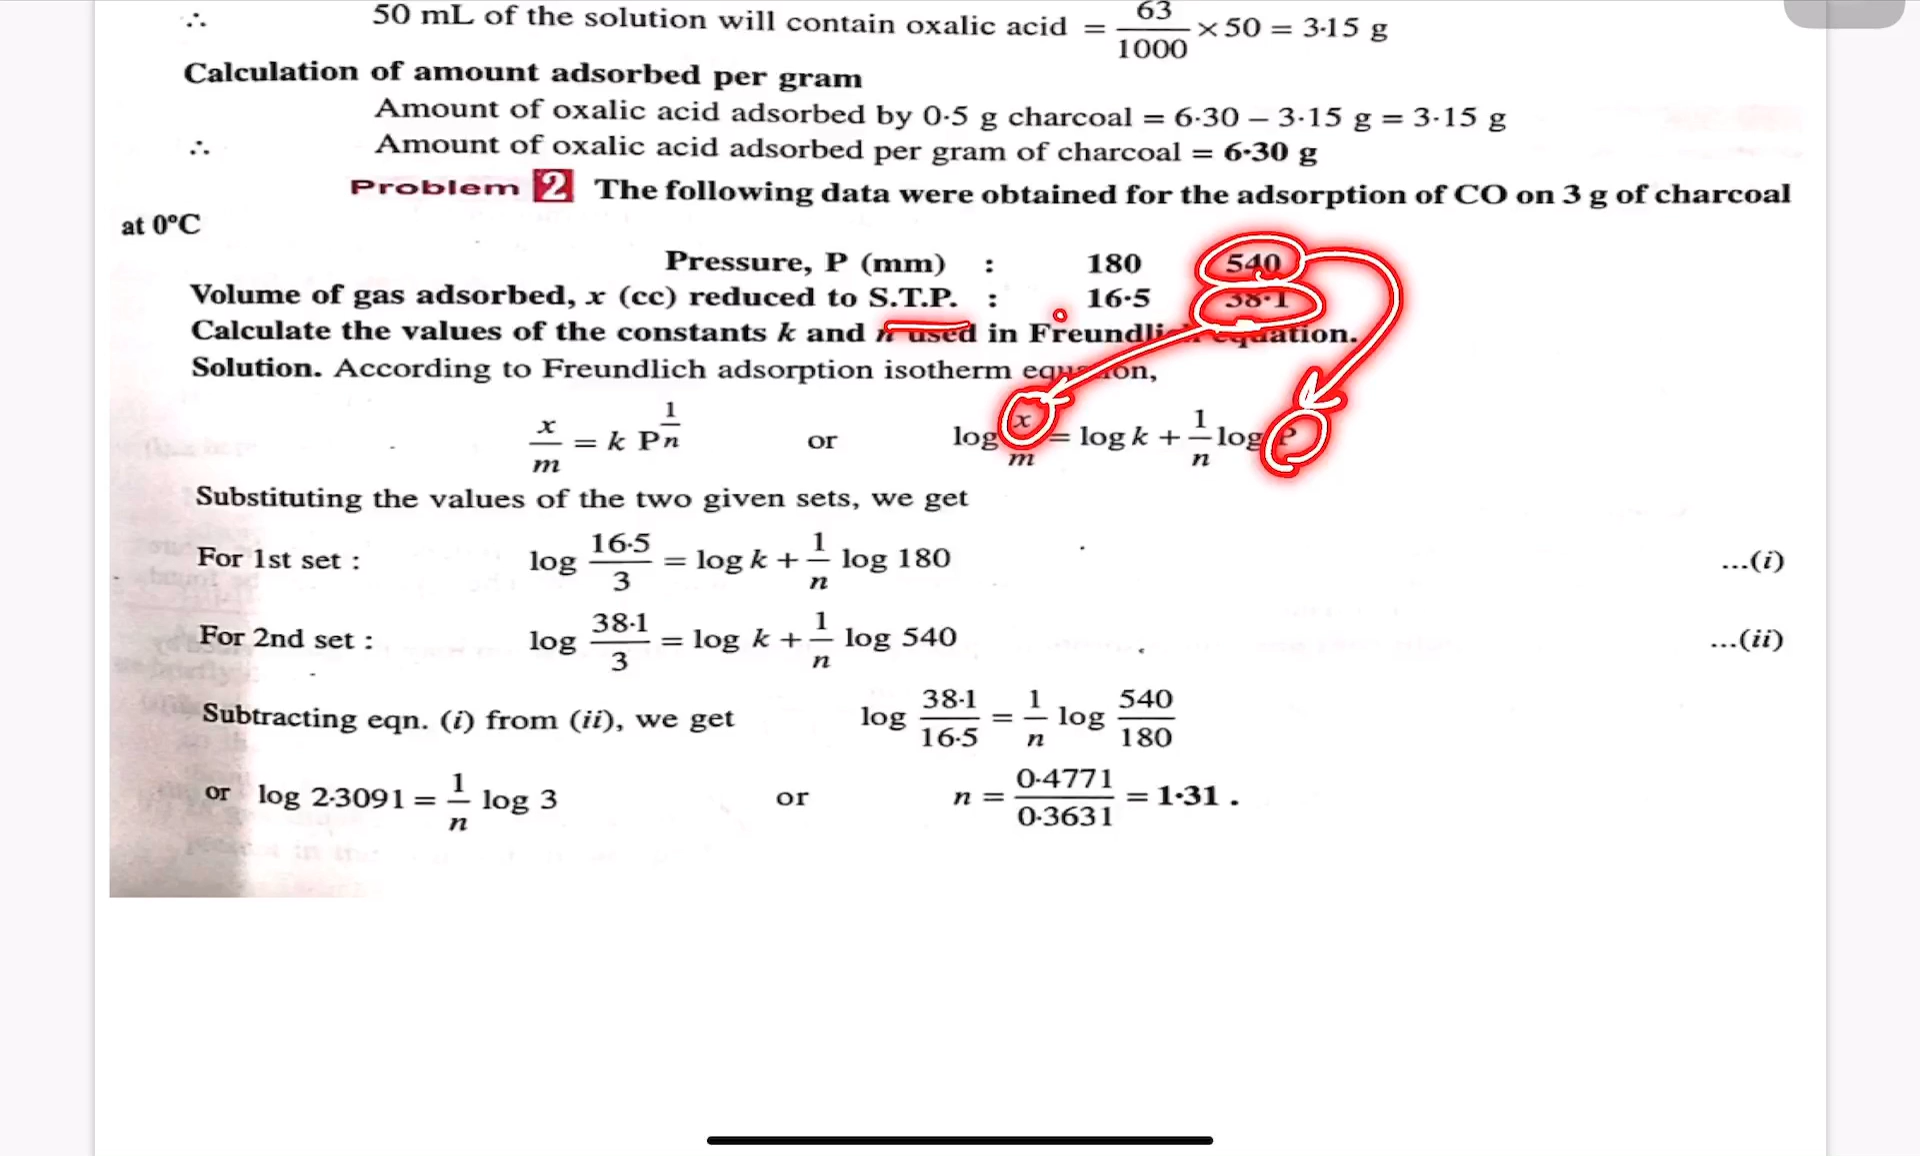 ∴ 50 mL of the solution will contain oxalic acid = 63/1000 × 50 = 3·15 g
Calculation of amount adsorbed per gram
Amount of oxalic acid adsorbed by 0·5 g charcoal = 6·30 – 3·15 g = 3·15 g
∴ Amount of oxalic acid adsorbed per gram of charcoal = 6·30 g
Problem 2 The following data were obtained for the adsorption of CO on 3 g of charcoal
at 0°C
Pressure, P (mm) : 180 540
Volume of gas adsorbed, x (cc) reduced to S.T.P. : 16·5 38·1
Calculate the values of the constants k and n used in Freundlich equation.
Solution. According to Freundlich adsorption isotherm equation,
x/m = k P^1/n or log x/m = log k + 1/n log P
Substituting the values of the two given sets, we get
For 1st set : log 16·5/3 = log k + 1/n log 180 ...(i)
For 2nd set : log 38·1/3 = log k + 1/n log 540 ...(ii)
Subtracting eqn. (i) from (ii), we get log 38·1/16·5 = 1/n log 540/180
or log 2·3091 = 1/n log 3 or n = 0·4771/0·3631 = 1·31 .